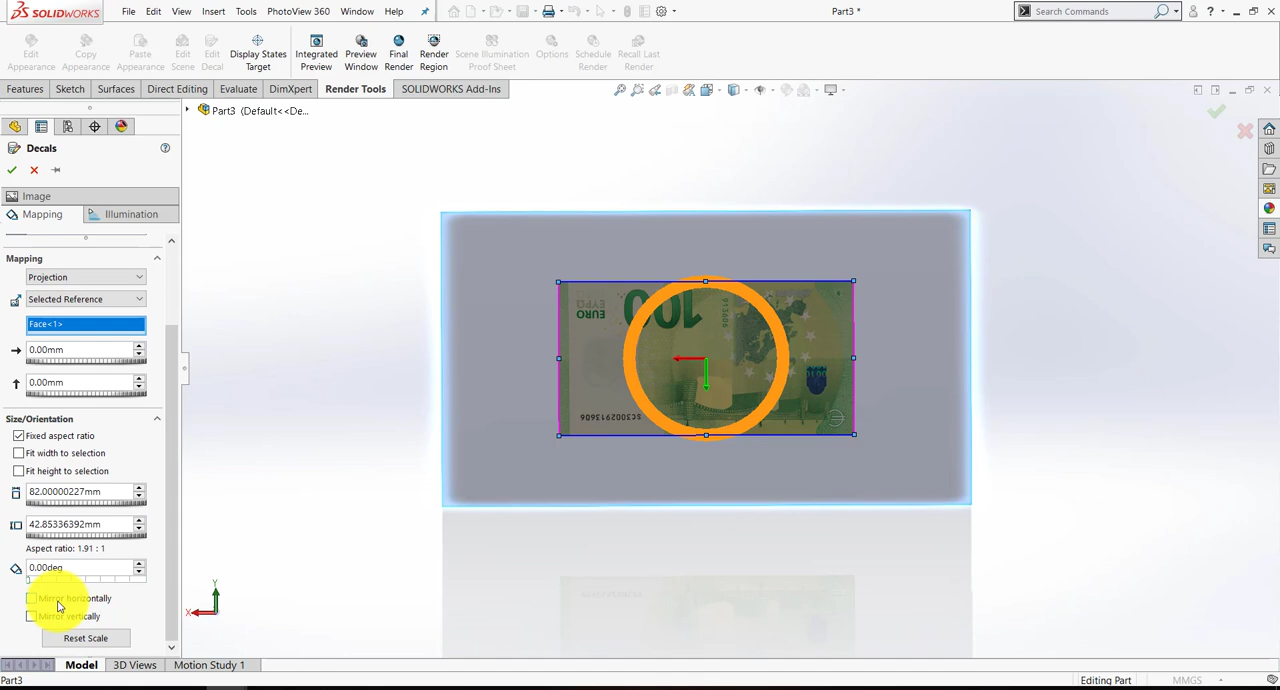 SOLIDWORKS File Edit View Insert Tools PhotoView 360 Window Help Part3 * Search Commands
Edit Appearance Copy Appearance Paste Appearance Edit Scene Edit Decal Display States Target Integrated Preview Preview Window Final Render Render Region Scene Illumination Proof Sheet Options Schedule Render Recall Last Render
Features Sketch Surfaces Direct Editing Evaluate DimXpert Render Tools SOLIDWORKS Add-Ins
Part3 (Default<<De...
Decals
Image
Mapping Illumination
Mapping
Projection
Selected Reference
Face<1>
0.00mm
0.00mm
Size/Orientation
Fixed aspect ratio
Fit width to selection
Fit height to selection
82.00000227mm
42.85336392mm
Aspect ratio: 1.91 : 1
0.00deg
Mirror horizontally
Mirror vertically
Reset Scale
EURO
ΕΥΡΩ
100
913606
100
SC3002913606
Y
X
Model 3D Views Motion Study 1
Part3 Editing Part MMGS